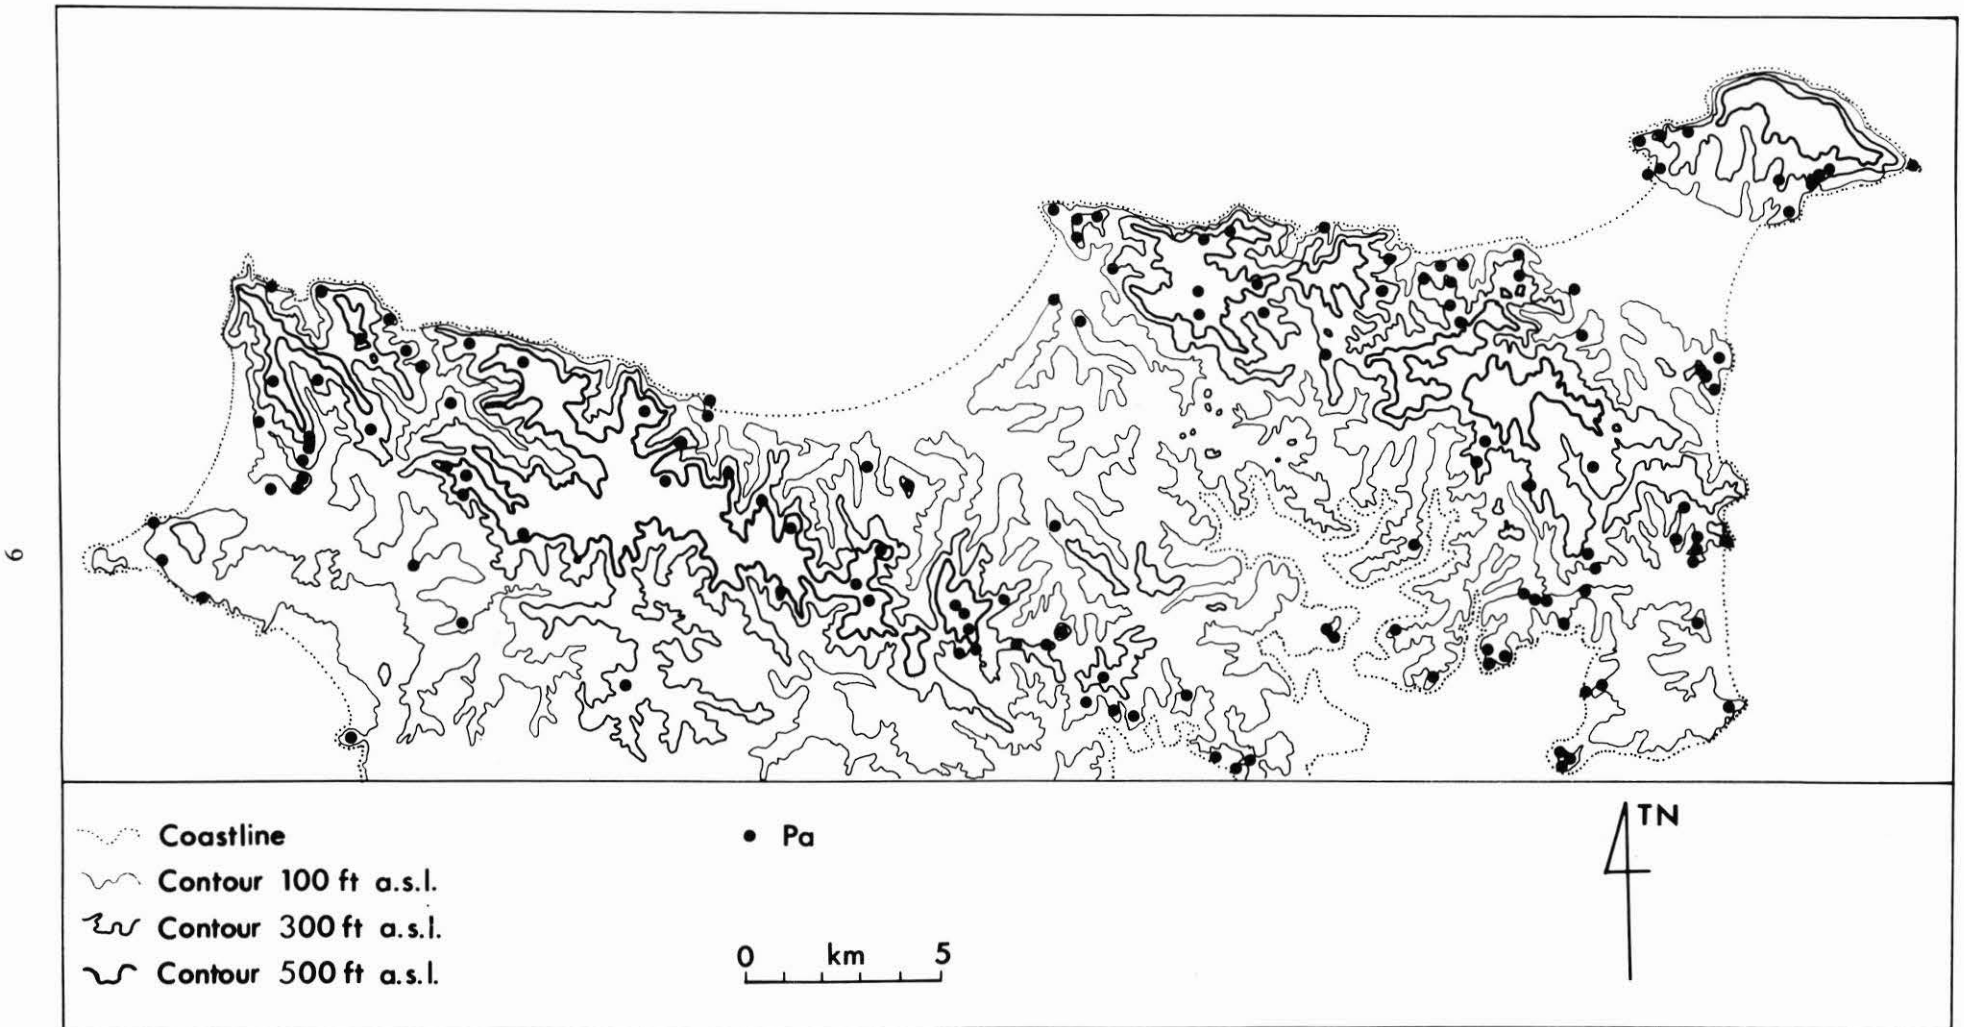 6
Coastline
Contour 100 ft a.s.l.
Contour 300 ft a.s.l.
Contour 500 ft a.s.l.
Pa
0 km 5
TN